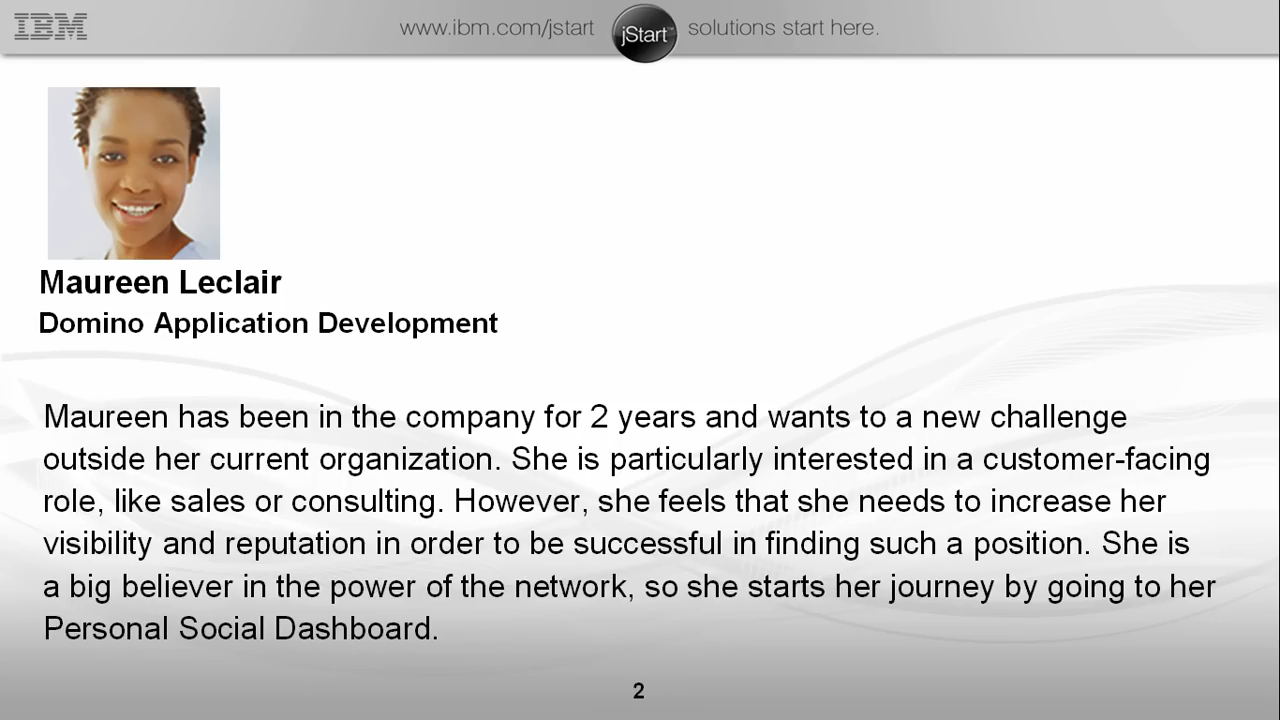 IBM
www.ibm.com/jstart jStart™ solutions start here.
Maureen Leclair
Domino Application Development
Maureen has been in the company for 2 years and wants to a new challenge
outside her current organization. She is particularly interested in a customer-facing
role, like sales or consulting. However, she feels that she needs to increase her
visibility and reputation in order to be successful in finding such a position. She is
a big believer in the power of the network, so she starts her journey by going to her
Personal Social Dashboard.
2